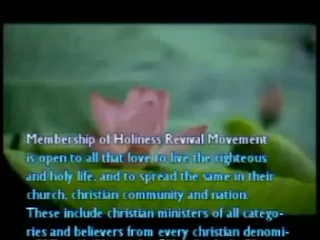 Membership of Holiness Revival Movement
is open to all that love to live the righteous
and holy life, and to spread the same in their
church, christian community and nation.
These include christian ministers of all catego-
ries and believers from every christian denomi-